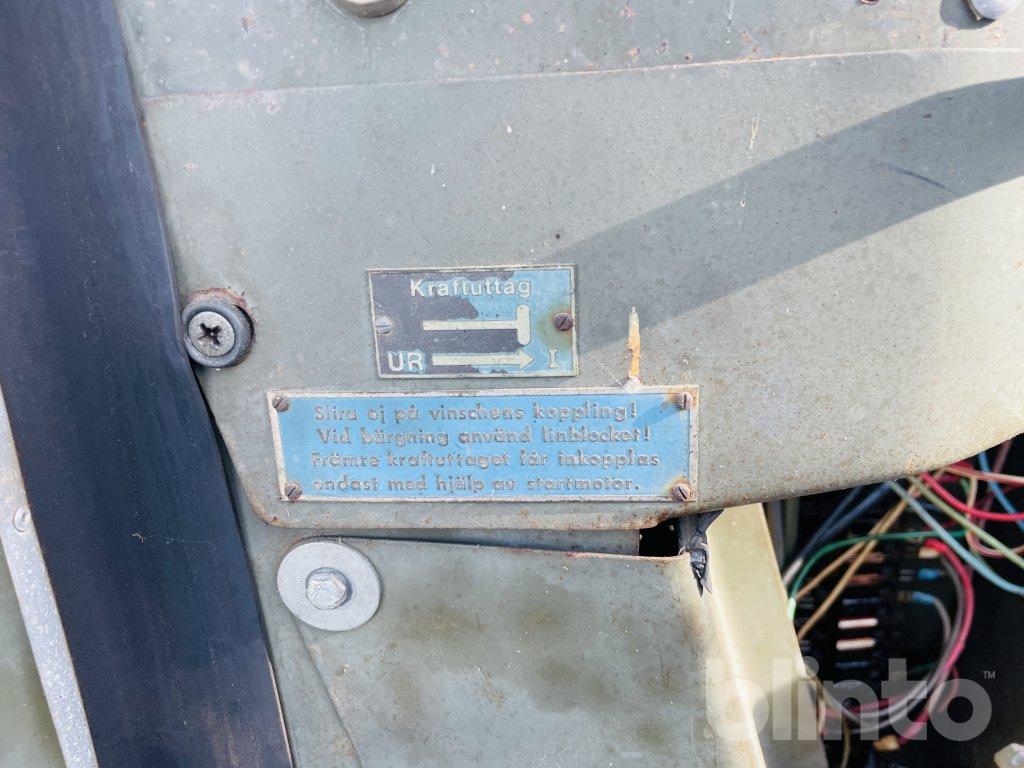 Kraftuttag
UR I
Slira ej på vinschens koppling!
Vid bärgning använd linblocket!
Främre kraftuttaget får inkopplas
endast med hjälp av startmotor.
blinto™